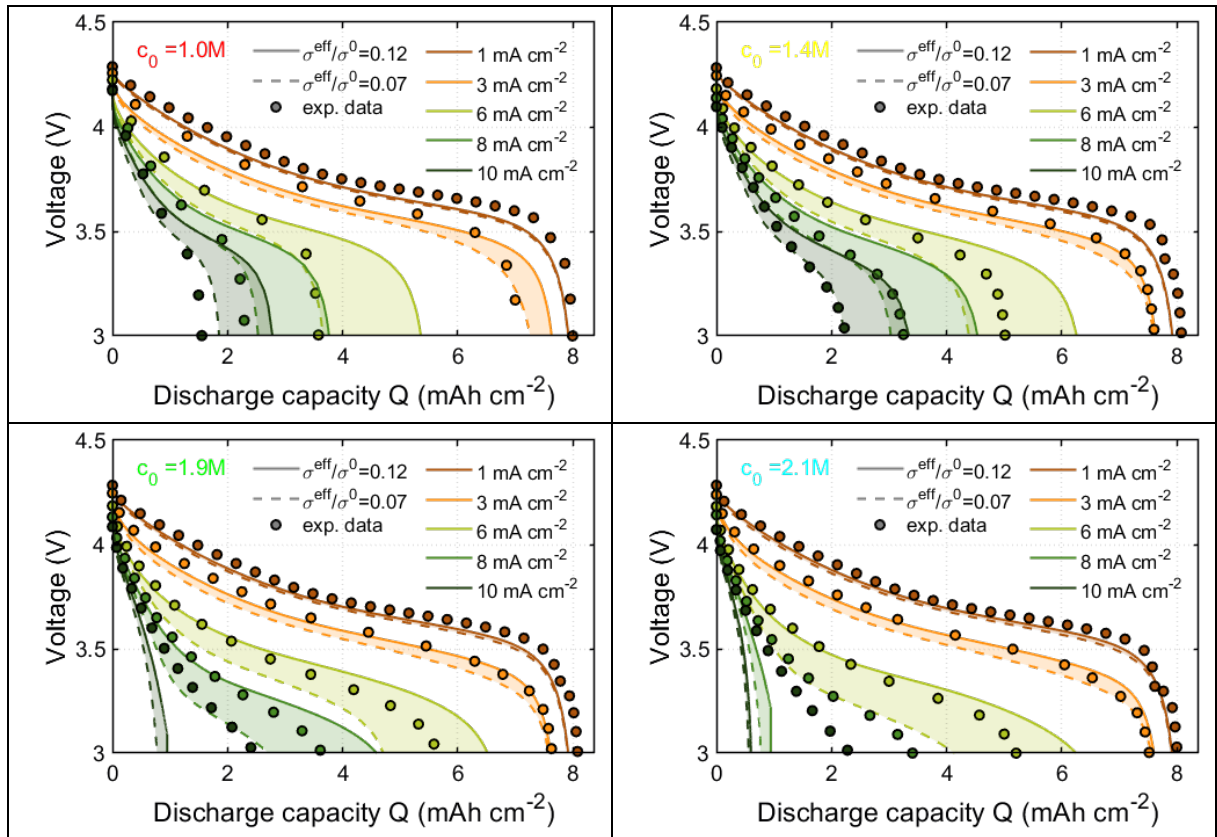 4.5
c₀ =1.0M
σᵉᶠᶠ/σ⁰=0.12
σᵉᶠᶠ/σ⁰=0.07
exp. data
1 mA cm⁻²
3 mA cm⁻²
6 mA cm⁻²
8 mA cm⁻²
10 mA cm⁻²
4
3.5
3
Voltage (V)
0 2 4 6 8
Discharge capacity Q (mAh cm⁻²)
4.5
c₀ =1.4M
σᵉᶠᶠ/σ⁰=0.12
σᵉᶠᶠ/σ⁰=0.07
exp. data
1 mA cm⁻²
3 mA cm⁻²
6 mA cm⁻²
8 mA cm⁻²
10 mA cm⁻²
4
3.5
3
Voltage (V)
0 2 4 6 8
Discharge capacity Q (mAh cm⁻²)
4.5
c₀ =1.9M
σᵉᶠᶠ/σ⁰=0.12
σᵉᶠᶠ/σ⁰=0.07
exp. data
1 mA cm⁻²
3 mA cm⁻²
6 mA cm⁻²
8 mA cm⁻²
10 mA cm⁻²
4
3.5
3
Voltage (V)
0 2 4 6 8
Discharge capacity Q (mAh cm⁻²)
4.5
c₀ =2.1M
σᵉᶠᶠ/σ⁰=0.12
σᵉᶠᶠ/σ⁰=0.07
exp. data
1 mA cm⁻²
3 mA cm⁻²
6 mA cm⁻²
8 mA cm⁻²
10 mA cm⁻²
4
3.5
3
Voltage (V)
0 2 4 6 8
Discharge capacity Q (mAh cm⁻²)